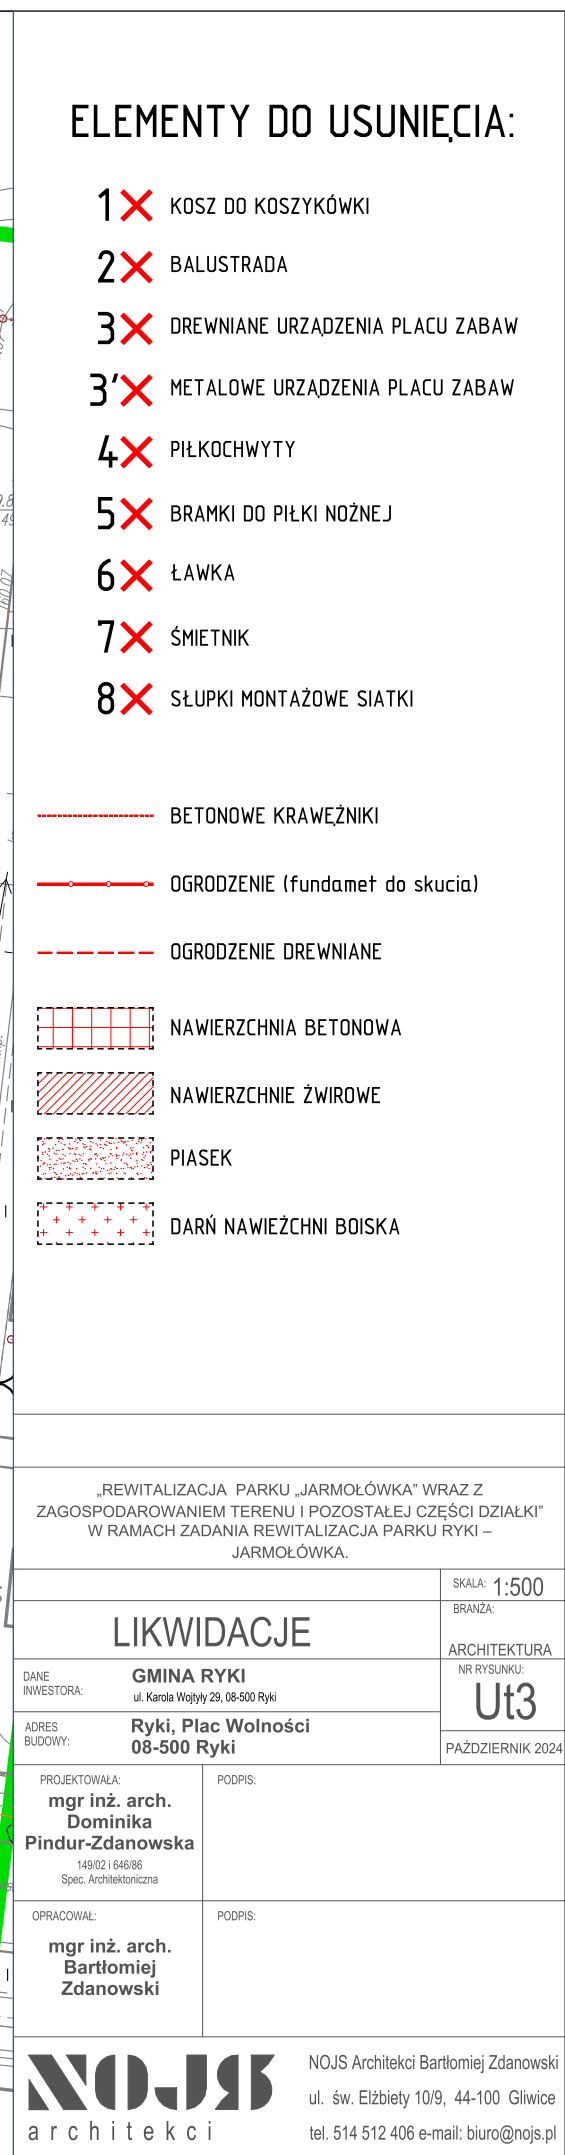 ELEMENTY DO USUNIĘCIA:
1 KOSZ DO KOSZYKÓWKI
2 BALUSTRADA
3 DREWNIANE URZĄDZENIA PLACU ZABAW
3' METALOWE URZĄDZENIA PLACU ZABAW
4 PIŁKOCHWYTY
5 BRAMKI DO PIŁKI NOŻNEJ
6 ŁAWKA
7 ŚMIETNIK
8 SŁUPKI MONTAŻOWE SIATKI
BETONOWE KRAWĘŻNIKI
OGRODZENIE (fundamet do skucia)
OGRODZENIE DREWNIANE
NAWIERZCHNIA BETONOWA
NAWIERZCHNIE ŻWIROWE
PIASEK
DARŃ NAWIEŻCHNI BOISKA
„REWITALIZACJA PARKU „JARMOŁÓWKA” WRAZ Z
ZAGOSPODAROWANIEM TERENU I POZOSTAŁEJ CZĘŚCI DZIAŁKI”
W RAMACH ZADANIA REWITALIZACJA PARKU RYKI –
JARMOŁÓWKA.
SKALA: 1:500
LIKWIDACJE
BRANŻA:
ARCHITEKTURA
DANE
INWESTORA:
GMINA RYKI
ul. Karola Wojtyły 29, 08-500 Ryki
NR RYSUNKU:
Ut3
ADRES
BUDOWY:
Ryki, Plac Wolności
08-500 Ryki
PAŹDZIERNIK 2024
PROJEKTOWAŁA:
mgr inż. arch.
Dominika
Pindur-Zdanowska
149/02 i 646/86
Spec. Architektoniczna
PODPIS:
OPRACOWAŁ:
mgr inż. arch.
Bartłomiej
Zdanowski
PODPIS:
NOJS
architekci
NOJS Architekci Bartłomiej Zdanowski
ul. św. Elżbiety 10/9, 44-100 Gliwice
tel. 514 512 406 e-mail: biuro@nojs.pl